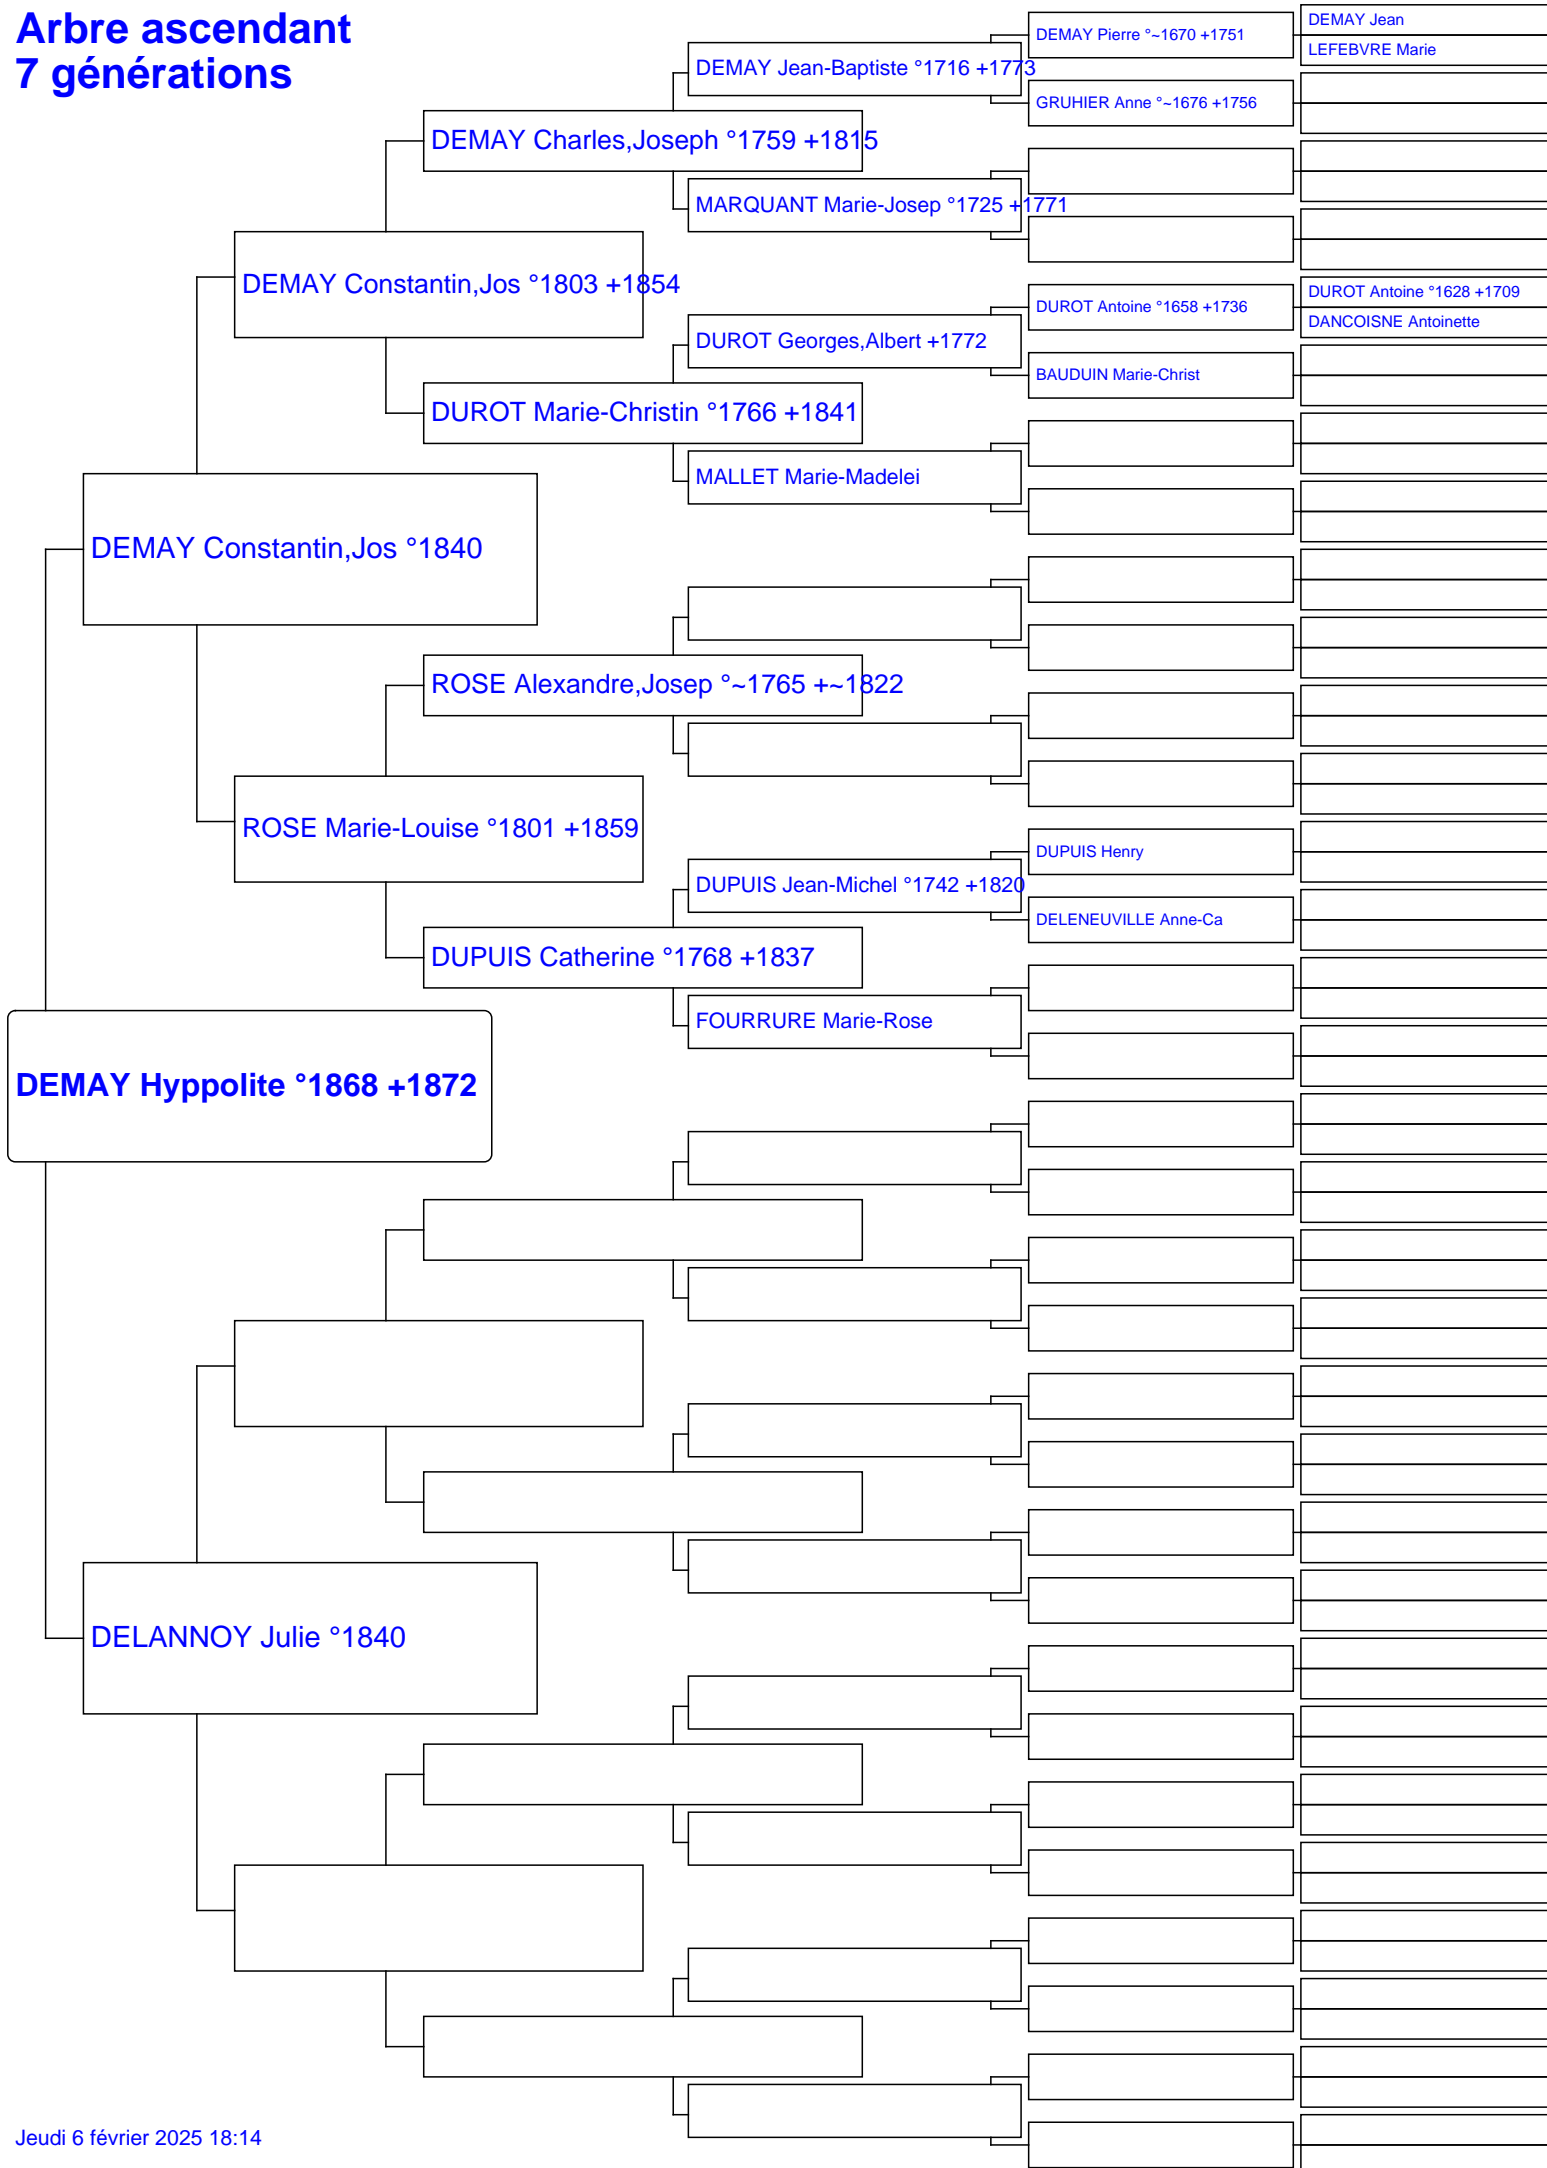 Arbre ascendant
7 générations
DEMAY Jean
DEMAY Pierre °~1670 +1751
LEFEBVRE Marie
DEMAY Jean-Baptiste °1716 +1773
GRUHIER Anne °~1676 +1756
DEMAY Charles,Joseph °1759 +1815
MARQUANT Marie-Josep °1725 +1771
DEMAY Constantin,Jos °1803 +1854
DUROT Antoine °1628 +1709
DUROT Antoine °1658 +1736
DANCOISNE Antoinette
DUROT Georges,Albert +1772
BAUDUIN Marie-Christ
DUROT Marie-Christin °1766 +1841
MALLET Marie-Madelei
DEMAY Constantin,Jos °1840
ROSE Alexandre,Josep °~1765 +~1822
ROSE Marie-Louise °1801 +1859
DUPUIS Henry
DUPUIS Jean-Michel °1742 +1820
DELENEUVILLE Anne-Ca
DUPUIS Catherine °1768 +1837
FOURRURE Marie-Rose
DEMAY Hyppolite °1868 +1872
DELANNOY Julie °1840
Jeudi 6 février 2025 18:14